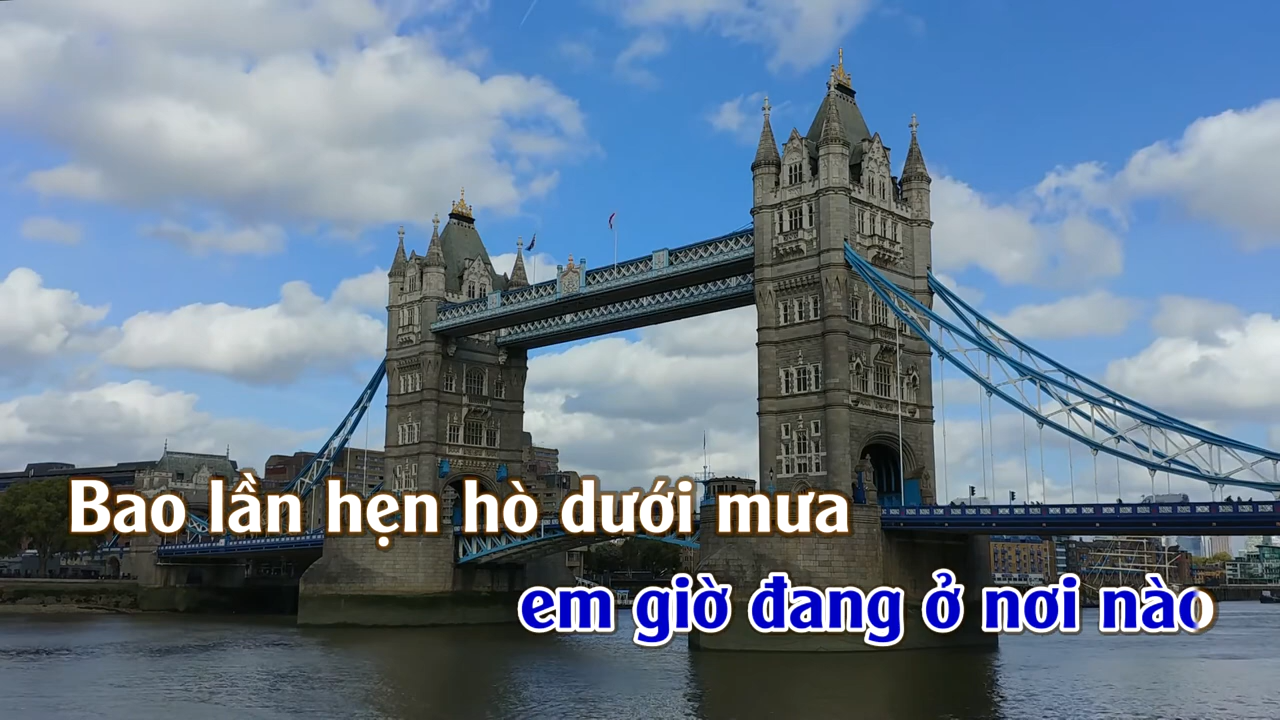 Bao lần hẹn hò dưới mưa
em giờ đang ở nơi nào